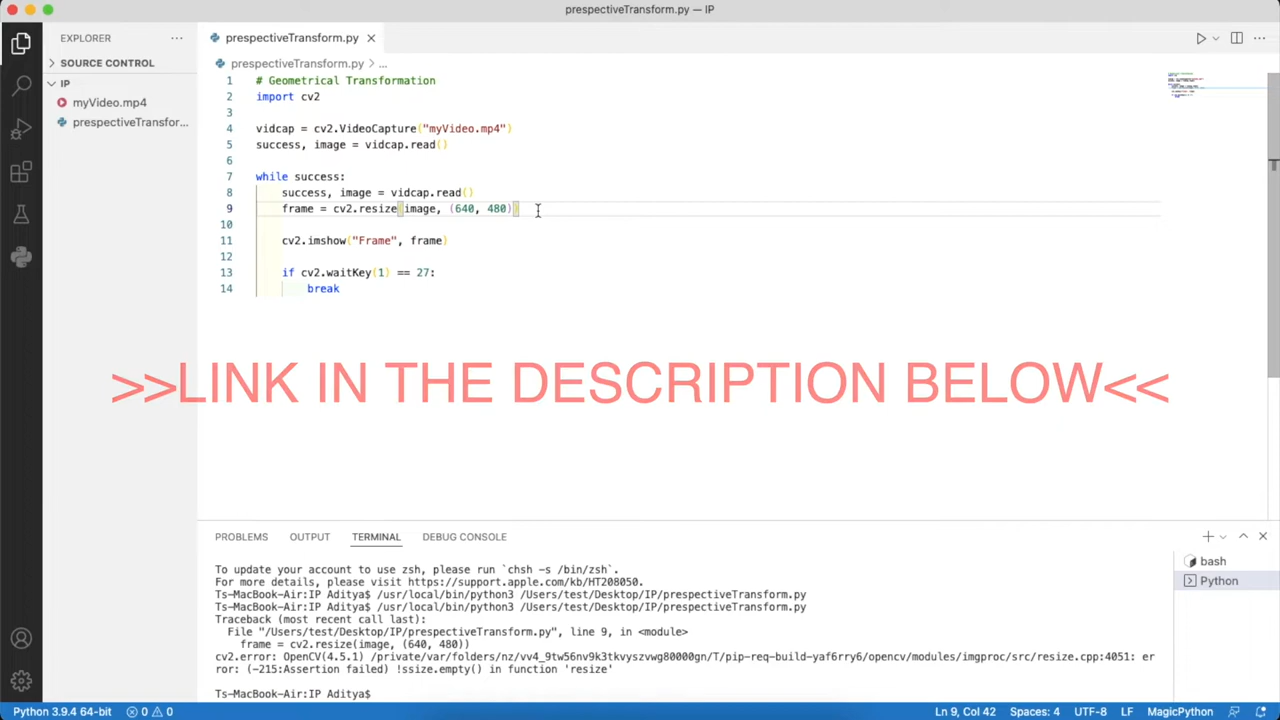 prespectiveTransform.py — IP
EXPLORER
SOURCE CONTROL
IP
myVideo.mp4
prespectiveTransfor...
prespectiveTransform.py
prespectiveTransform.py > ...
1 # Geometrical Transformation
2 import cv2
3
4 vidcap = cv2.VideoCapture("myVideo.mp4")
5 success, image = vidcap.read()
6
7 while success:
8 success, image = vidcap.read()
9 frame = cv2.resize(image, (640, 480))
10
11 cv2.imshow("Frame", frame)
12
13 if cv2.waitKey(1) == 27:
14 break
>>LINK IN THE DESCRIPTION BELOW<<
PROBLEMS OUTPUT TERMINAL DEBUG CONSOLE
To update your account to use zsh, please run `chsh -s /bin/zsh`.
For more details, please visit https://support.apple.com/kb/HT208050.
Ts-MacBook-Air:IP Aditya$ /usr/local/bin/python3 /Users/test/Desktop/IP/prespectiveTransform.py
Ts-MacBook-Air:IP Aditya$ /usr/local/bin/python3 /Users/test/Desktop/IP/prespectiveTransform.py
Traceback (most recent call last):
File "/Users/test/Desktop/IP/prespectiveTransform.py", line 9, in <module>
frame = cv2.resize(image, (640, 480))
cv2.error: OpenCV(4.5.1) /private/var/folders/nz/vv4_9tw56nv9k3tkvyszvwg80000gn/T/pip-req-build-yaf6rry6/opencv/modules/imgproc/src/resize.cpp:4051: er
ror: (-215:Assertion failed) !ssize.empty() in function 'resize'
Ts-MacBook-Air:IP Aditya$
bash
Python
Python 3.9.4 64-bit 0 0 Ln 9, Col 42 Spaces: 4 UTF-8 LF MagicPython